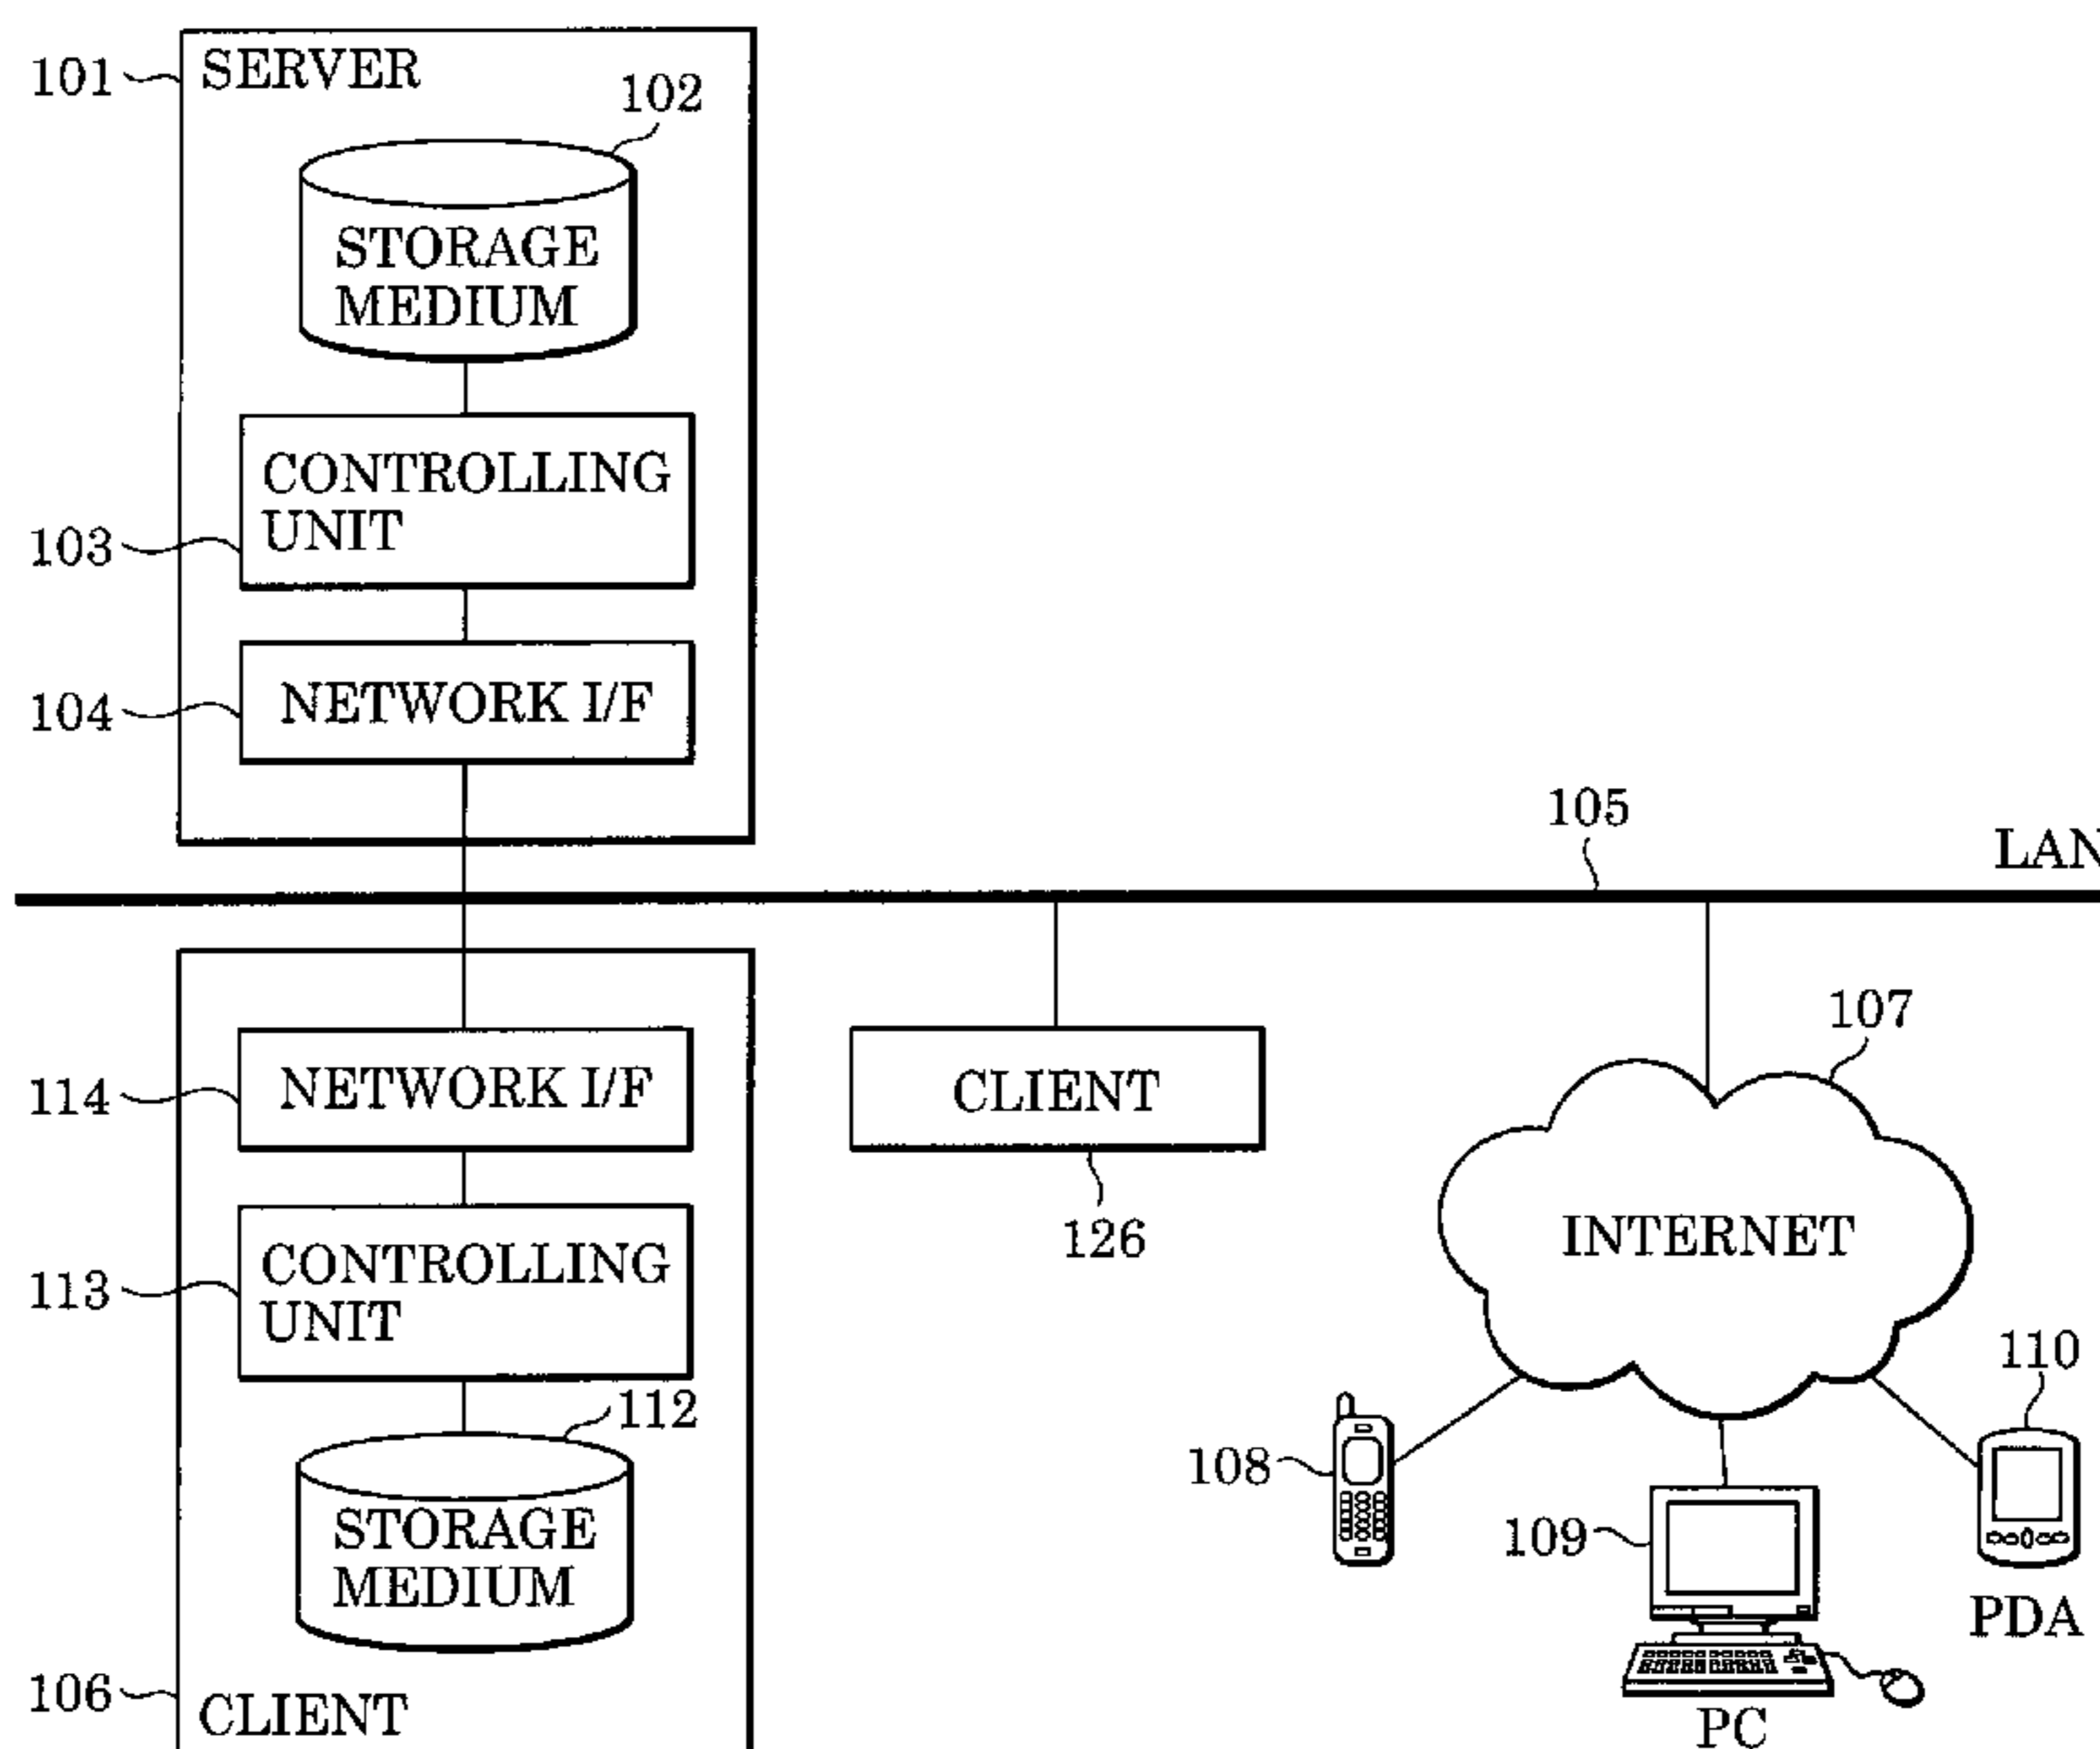 101
SERVER
102
STORAGE
MEDIUM
CONTROLLING
UNIT
103
NETWORK I/F
104
105
LAN
107
NETWORK I/F
114
CLIENT
126
INTERNET
CONTROLLING
UNIT
113
110
112
108
STORAGE
MEDIUM
109
PDA
106
CLIENT
PC